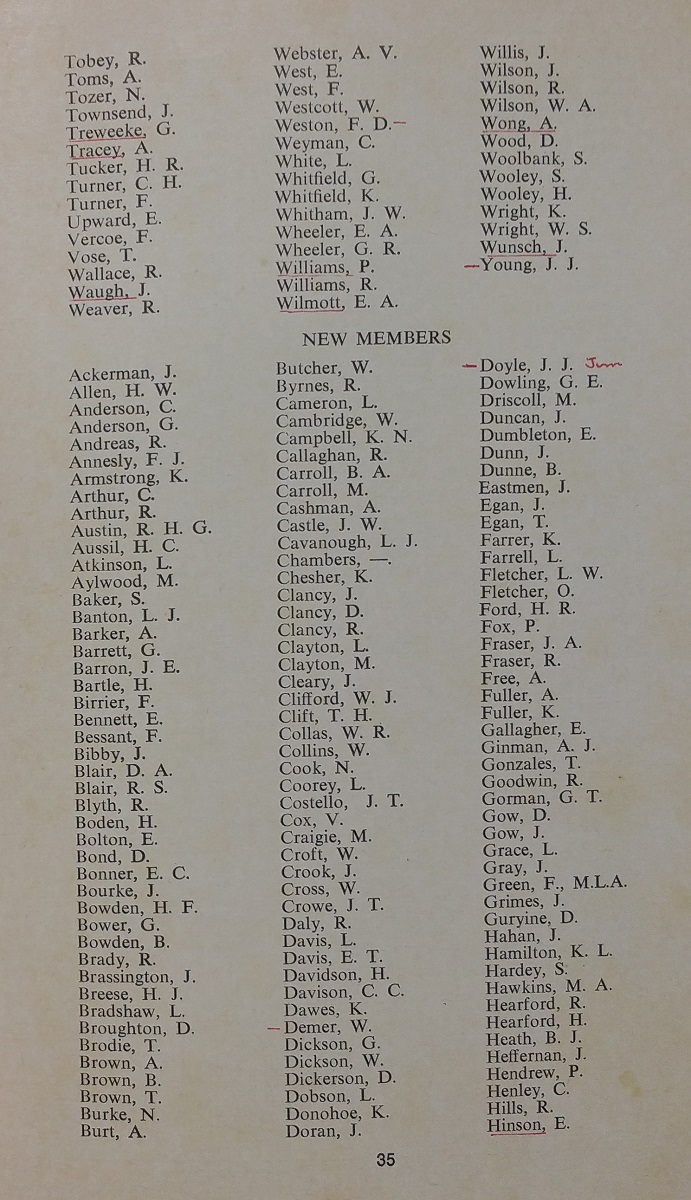 Tobey, R.
Toms, A.
Tozer, N.
Townsend, J.
Treweeke, G.
Tracey, A.
Tucker, H. R.
Turner, C. H.
Turner, F.
Upward, E.
Vercoe, F.
Vose, T.
Wallace, R.
Waugh, J.
Weaver, R.
Webster, A. V.
West, E.
West, F.
Westcott, W.
Weston, F. D.
Weyman, C.
White, L.
Whitfield, G.
Whitfield, K.
Whitham, J. W.
Wheeler, E. A.
Wheeler, G. R.
Williams, P.
Williams, R.
Wilmott, E. A.
Willis, J.
Wilson, J.
Wilson, R.
Wilson, W. A.
Wong, A.
Wood, D.
Woolbank, S.
Wooley, S.
Wooley, H.
Wright, K.
Wright, W. S.
Wunsch, J.
Young, J. J.
NEW MEMBERS
Ackerman, J.
Allen, H. W.
Anderson, C.
Anderson, G.
Andreas, R.
Annesly, F. J.
Armstrong, K.
Arthur, C.
Arthur, R.
Austin, R. H. G.
Aussil, H. C.
Atkinson, L.
Aylwood, M.
Baker, S.
Banton, L. J.
Barker, A.
Barrett, G.
Barron, J. E.
Bartle, H.
Birrier, F.
Bennett, E.
Bessant, F.
Bibby, J.
Blair, D. A.
Blair, R. S.
Blyth, R.
Boden, H.
Bolton, E.
Bond, D.
Bonner, E. C.
Bourke, J.
Bowden, H. F.
Bower, G.
Bowden, B.
Brady, R.
Brassington, J.
Breese, H. J.
Bradshaw, L.
Broughton, D.
Brodie, T.
Brown, A.
Brown, B.
Brown, T.
Burke, N.
Burt, A.
Butcher, W.
Byrnes, R.
Cameron, L.
Cambridge, W.
Campbell, K. N.
Callaghan, R.
Carroll, B. A.
Carroll, M.
Cashman, A.
Castle, J. W.
Cavanough, L. J.
Chambers, —.
Chesher, K.
Clancy, J.
Clancy, D.
Clancy, R.
Clayton, L.
Clayton, M.
Cleary, J.
Clifford, W. J.
Clift, T. H.
Collas, W. R.
Collins, W.
Cook, N.
Coorey, L.
Costello, J. T.
Cox, V.
Craigie, M.
Croft, W.
Crook, J.
Cross, W.
Crowe, J. T.
Daly, R.
Davis, L.
Davis, E. T.
Davidson, H.
Davison, C. C.
Dawes, K.
Demer, W.
Dickson, G.
Dickson, W.
Dickerson, D.
Dobson, L.
Donohoe, K.
Doran, J.
Doyle, J. J. Jim
Dowling, G. E.
Driscoll, M.
Duncan, J.
Dumbleton, E.
Dunn, J.
Dunne, B.
Eastmen, J.
Egan, J.
Egan, T.
Farrer, K.
Farrell, L.
Fletcher, L. W.
Fletcher, O.
Ford, H. R.
Fox, P.
Fraser, J. A.
Fraser, R.
Free, A.
Fuller, A.
Fuller, K.
Gallagher, E.
Ginman, A. J.
Gonzales, T.
Goodwin, R.
Gorman, G. T.
Gow, D.
Gow, J.
Grace, L.
Gray, J.
Green, F., M.L.A.
Grimes, J.
Guryine, D.
Hahan, J.
Hamilton, K. L.
Hardey, S.
Hawkins, M. A.
Hearford, R.
Hearford, H.
Heath, B. J.
Heffernan, J.
Hendrew, P.
Henley, C.
Hills, R.
Hinson, E.
35